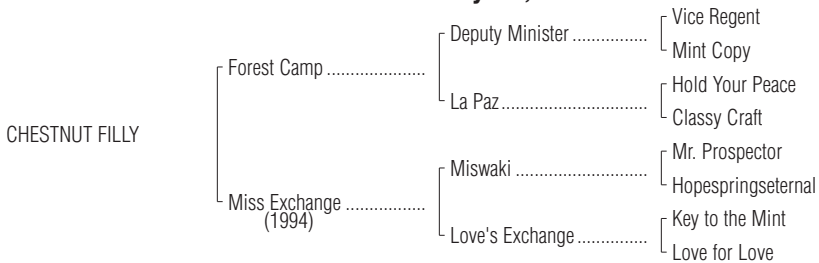 Vice Regent
Deputy Minister ................
Mint Copy
Forest Camp .....................
Hold Your Peace
La Paz................................
Classy Craft
CHESTNUT FILLY
Mr. Prospector
Miswaki ............................
Hopespringseternal
Miss Exchange .................
(1994)
Key to the Mint
Love's Exchange...............
Love for Love